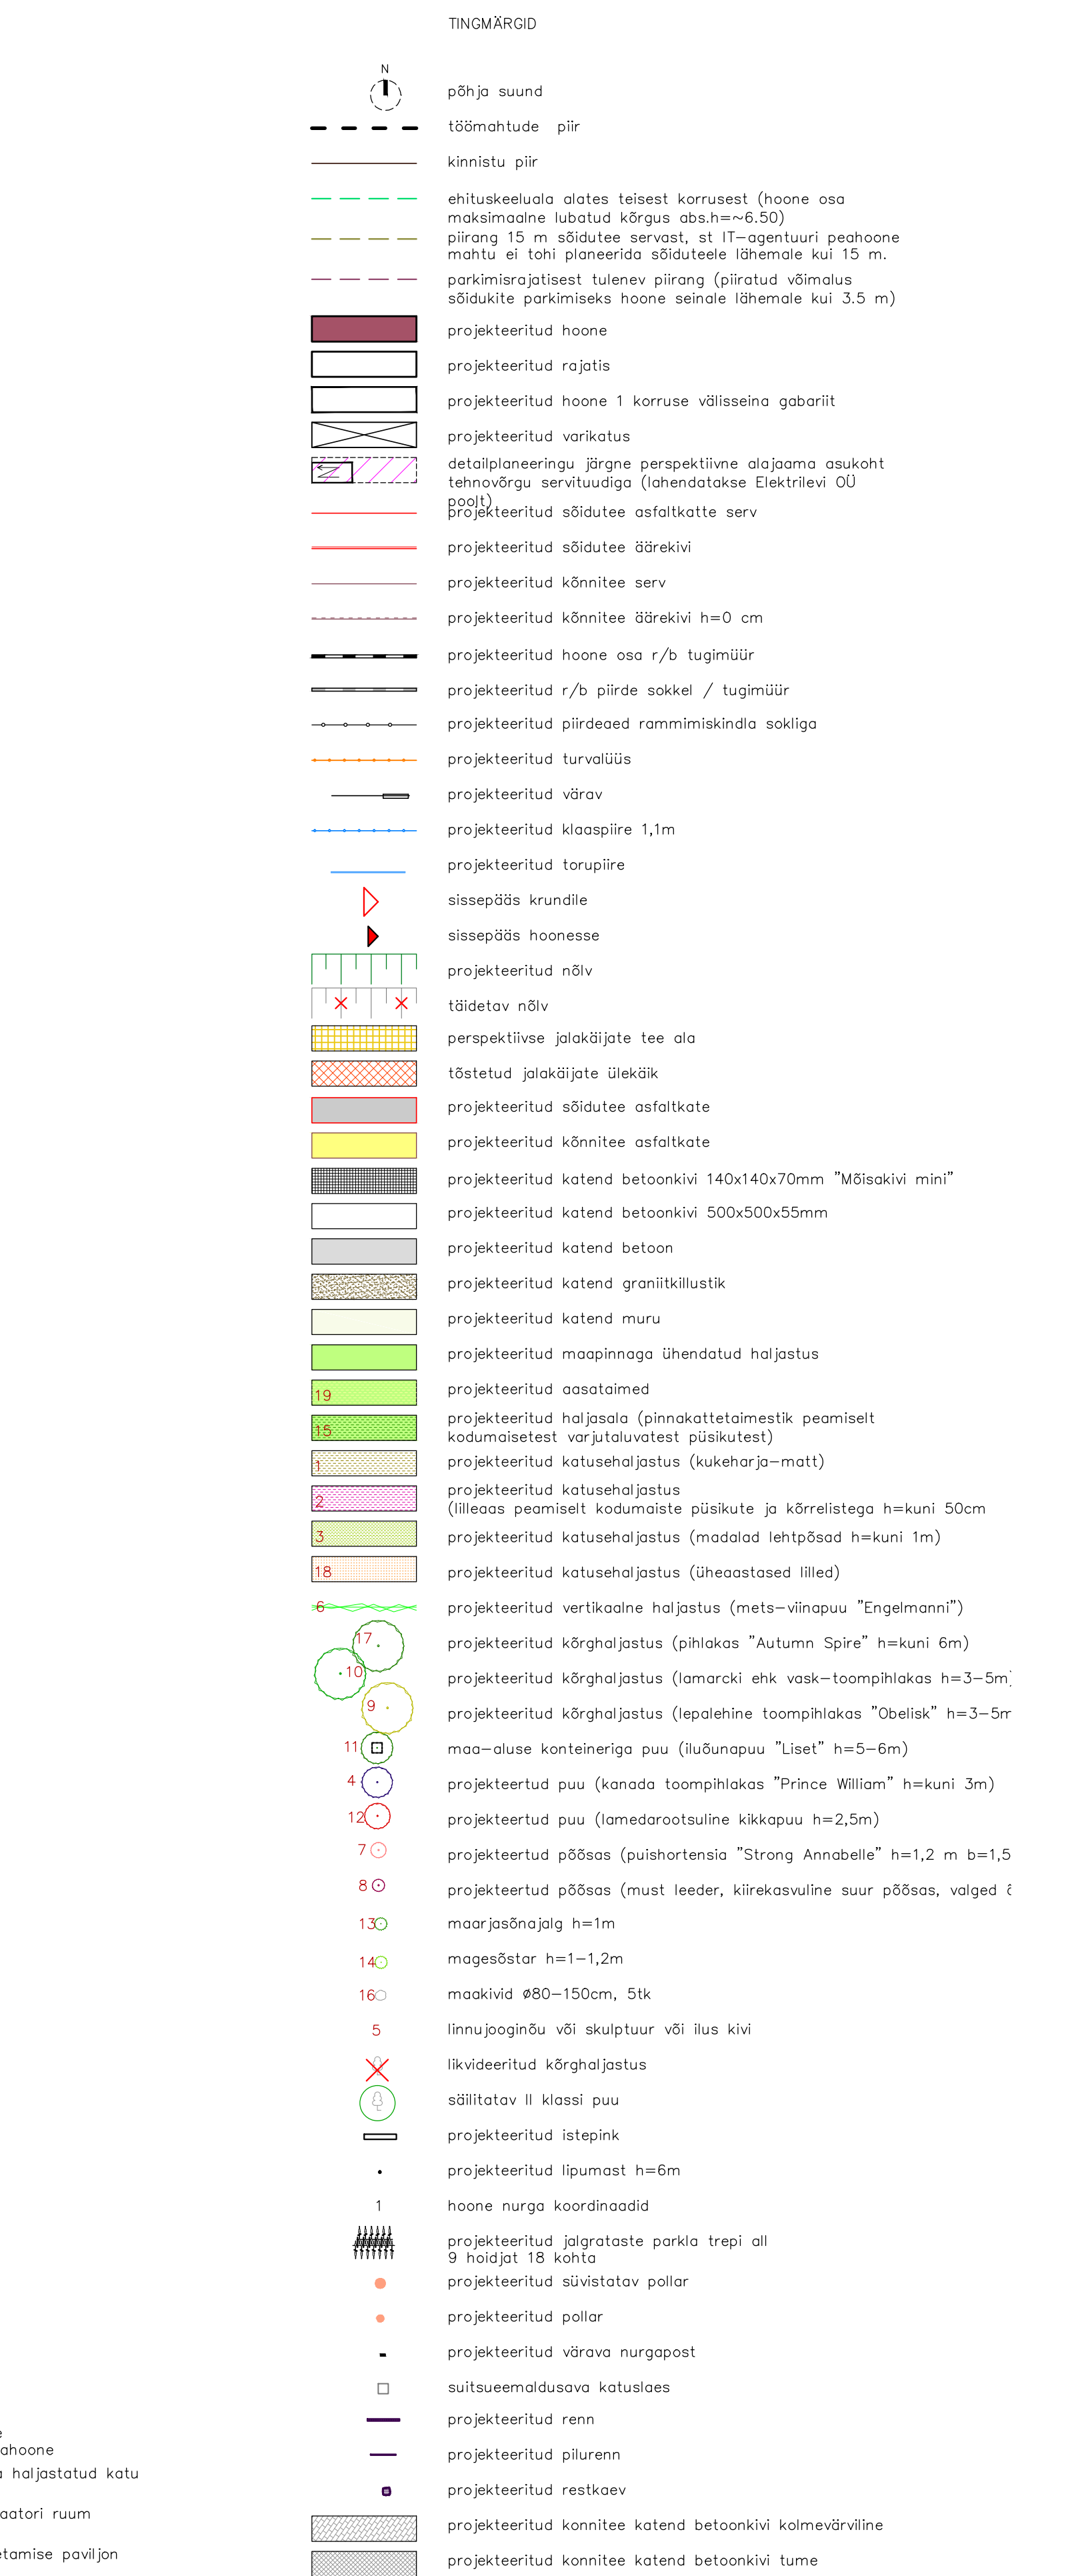 TINGMÄRGID
N
põhja suund
töömahtude piir
kinnistu piir
ehituskeeluala alates teisest korrusest (hoone osa
maksimaalne lubatud kõrgus abs.h=~6.50)
piirang 15 m sõidutee servast, st IT-agentuuri peahoone
mahtu ei tohi planeerida sõiduteele lähemale kui 15 m.
parkimisrajatisest tulenev piirang (piiratud võimalus
sõidukite parkimiseks hoone seinale lähemale kui 3.5 m)
projekteeritud hoone
projekteeritud rajatis
projekteeritud hoone 1 korruse välisseina gabariit
projekteeritud varikatus
detailplaneeringu järgne perspektiivne alajaama asukoht
tehnovõrgu servituudiga (lahendatakse Elektrilevi OÜ
poolt)
projekteeritud sõidutee asfaltkatte serv
projekteeritud sõidutee äärekivi
projekteeritud kõnnitee serv
projekteeritud kõnnitee äärekivi h=0 cm
projekteeritud hoone osa r/b tugimüür
projekteeritud r/b piirde sokkel / tugimüür
projekteeritud piirdeaed rammimiskindla sokliga
projekteeritud turvalüüs
projekteeritud värav
projekteeritud klaaspiire 1,1m
projekteeritud torupiire
sissepääs krundile
sissepääs hoonesse
projekteeritud nõlv
täidetav nõlv
perspektiivse jalakäijate tee ala
tõstetud jalakäijate ülekäik
projekteeritud sõidutee asfaltkate
projekteeritud kõnnitee asfaltkate
projekteeritud katend betoonkivi 140x140x70mm "Mõisakivi mini"
projekteeritud katend betoonkivi 500x500x55mm
projekteeritud katend betoon
projekteeritud katend graniitkillustik
projekteeritud katend muru
projekteeritud maapinnaga ühendatud haljastus
19 projekteeritud aasataimed
15 projekteeritud haljasala (pinnakattetaimestik peamiselt
kodumaisetest varjutaluvatest püsikutest)
1 projekteeritud katusehaljastus (kukeharja-matt)
2 projekteeritud katusehaljastus
(lilleaas peamiselt kodumaiste püsikute ja kõrrelistega h=kuni 50cm
3 projekteeritud katusehaljastus (madalad lehtpõsad h=kuni 1m)
18 projekteeritud katusehaljastus (üheaastased lilled)
6 projekteeritud vertikaalne haljastus (mets-viinapuu "Engelmanni")
17 projekteeritud kõrghaljastus (pihlakas "Autumn Spire" h=kuni 6m)
10 projekteeritud kõrghaljastus (lamarcki ehk vask-toompihlakas h=3-5m)
9 projekteeritud kõrghaljastus (lepalehine toompihlakas "Obelisk" h=3-5m
11 maa-aluse konteineriga puu (iluõunapuu "Liset" h=5-6m)
4 projekteertud puu (kanada toompihlakas "Prince William" h=kuni 3m)
12 projekteertud puu (lamedarootsuline kikkapuu h=2,5m)
7 projekteertud põõsas (puishortensia "Strong Annabelle" h=1,2 m b=1,5
8 projekteertud põõsas (must leeder, kiirekasvuline suur põõsas, valged
13 maarjasõnajalg h=1m
14 magesõstar h=1-1,2m
16 maakivid ø80-150cm, 5tk
5 linnujooginõu või skulptuur või ilus kivi
likvideeritud kõrghaljastus
säilitatav II klassi puu
projekteeritud istepink
projekteeritud lipumast h=6m
1 hoone nurga koordinaadid
projekteeritud jalgrataste parkla trepi all
9 hoidjat 18 kohta
projekteeritud süvistatav pollar
projekteeritud pollar
projekteeritud värava nurgapost
suitsueemaldusava katuslaes
projekteeritud renn
projekteeritud pilurenn
projekteeritud restkaev
projekteeritud konnitee katend betoonkivi kolmevärviline
projekteeritud konnitee katend betoonkivi tume
e
ahoone
a haljastatud katu
aatori ruum
etamise paviljon